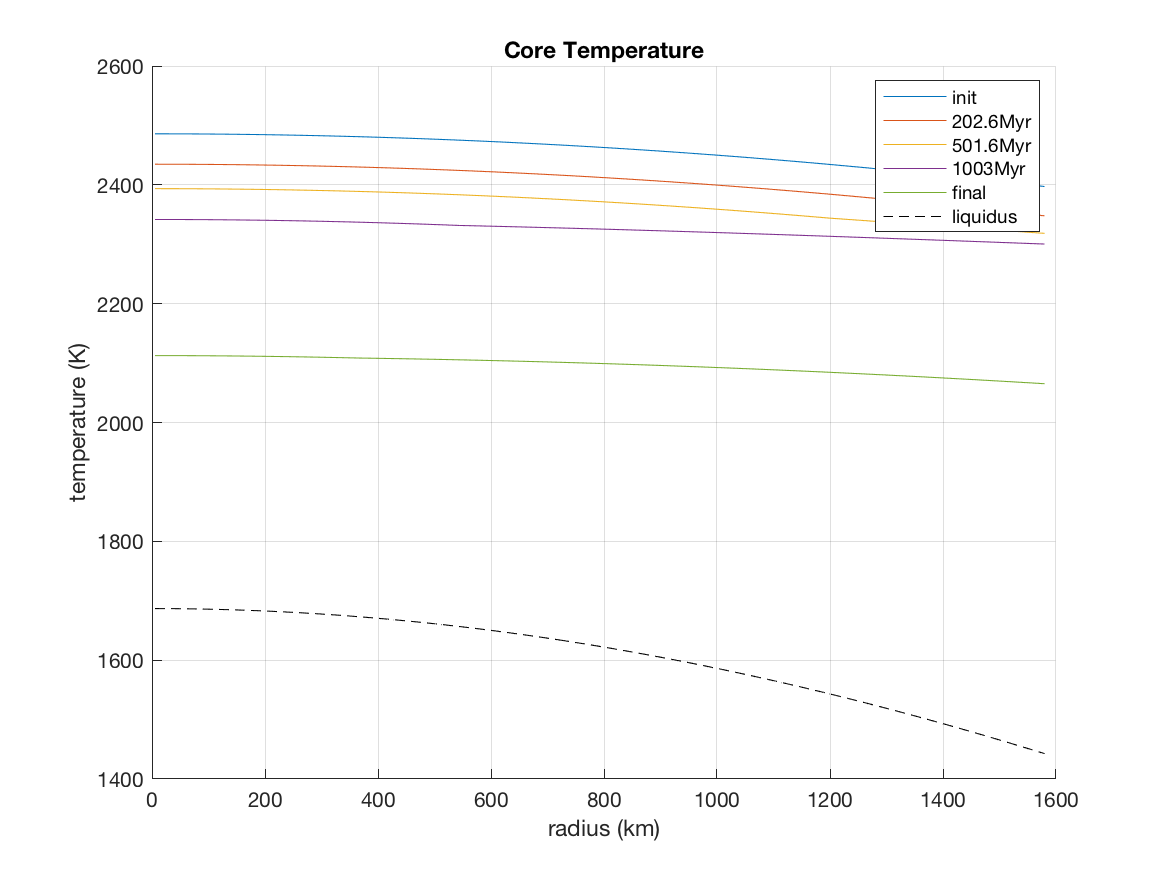 Core Temperature
2600
2400
2200
2000
1800
1600
1400
temperature (K)
0
200
400
600
800
1000
1200
1400
1600
radius (km)
init
202.6Myr
501.6Myr
1003Myr
final
liquidus